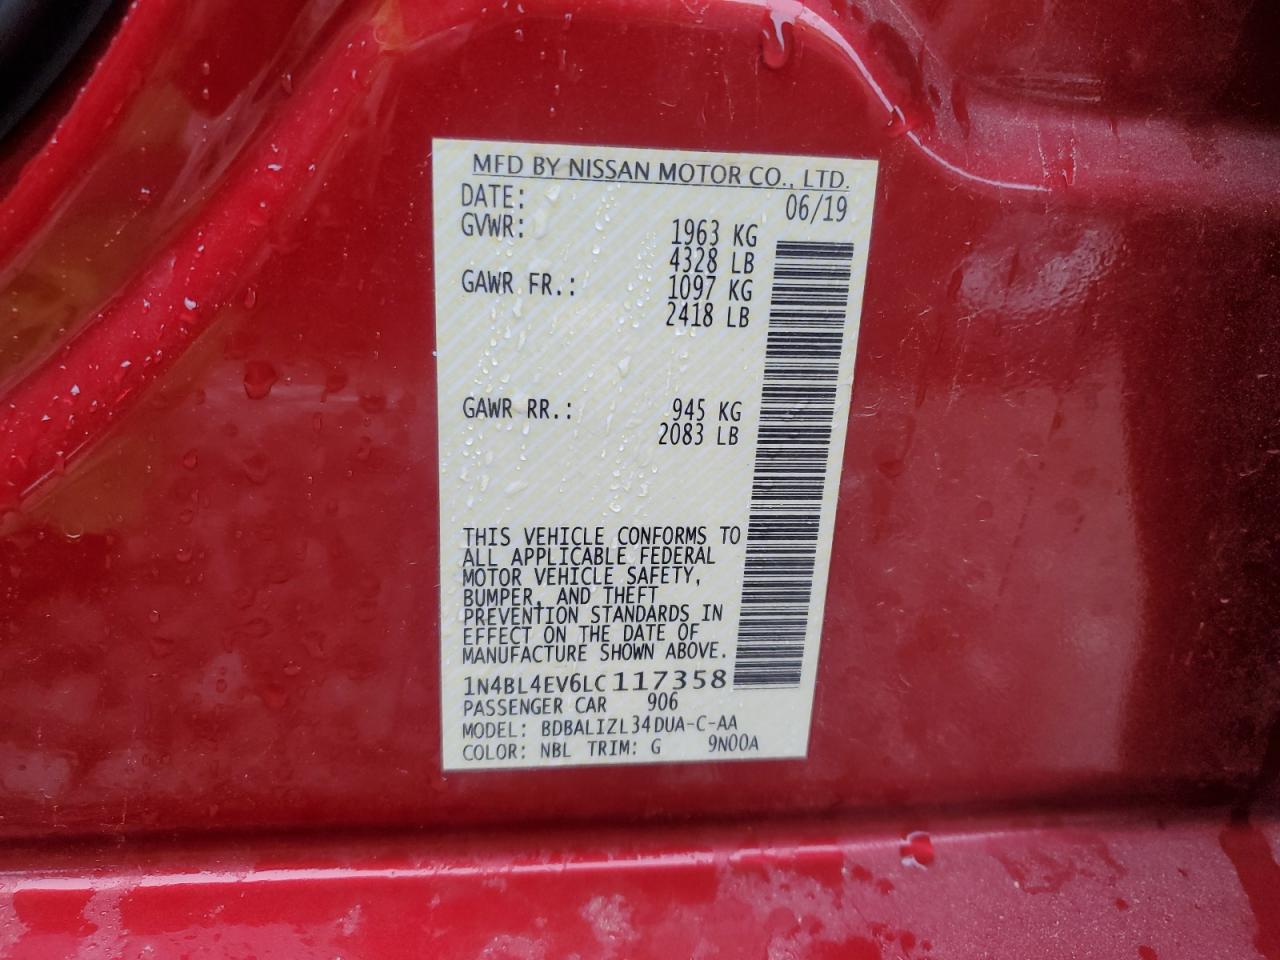 MFD BY NISSAN MOTOR CO., LTD.
DATE: 06/19
GVWR: 1963 KG
4328 LB
GAWR FR.: 1097 KG
2418 LB
GAWR RR.: 945 KG
2083 LB
THIS VEHICLE CONFORMS TO
ALL APPLICABLE FEDERAL
MOTOR VEHICLE SAFETY,
BUMPER, AND THEFT
PREVENTION STANDARDS IN
EFFECT ON THE DATE OF
MANUFACTURE SHOWN ABOVE.
1N4BL4EV6LC117358
PASSENGER CAR 906
MODEL: BDBALIZL34DUA-C-AA
COLOR: NBL TRIM: G 9N00A